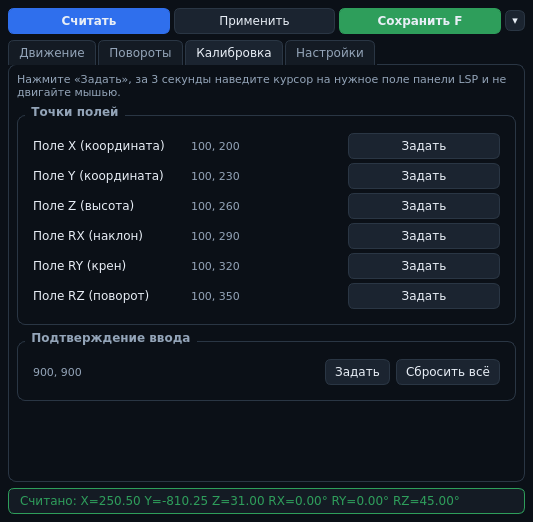 Считать Применить Сохранить F ▾
Движение Повороты Калибровка Настройки
Нажмите «Задать», за 3 секунды наведите курсор на нужное поле панели LSP и не
двигайте мышью.
Точки полей
Поле X (координата) 100, 200 Задать
Поле Y (координата) 100, 230 Задать
Поле Z (высота) 100, 260 Задать
Поле RX (наклон) 100, 290 Задать
Поле RY (крен) 100, 320 Задать
Поле RZ (поворот) 100, 350 Задать
Подтверждение ввода
900, 900 Задать Сбросить всё
Считано: X=250.50 Y=-810.25 Z=31.00 RX=0.00° RY=0.00° RZ=45.00°